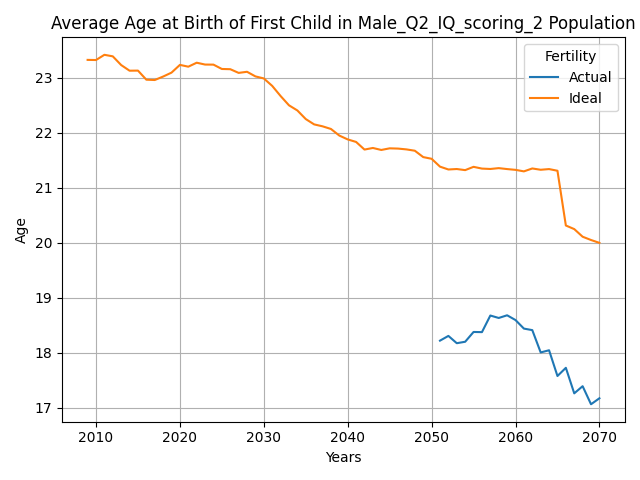 Average Age at Birth of First Child in Male_Q2_IQ_scoring_2 Population
Fertility
Actual
Ideal
23
22
21
20
19
18
17
Age
2010
2020
2030
2040
2050
2060
2070
Years